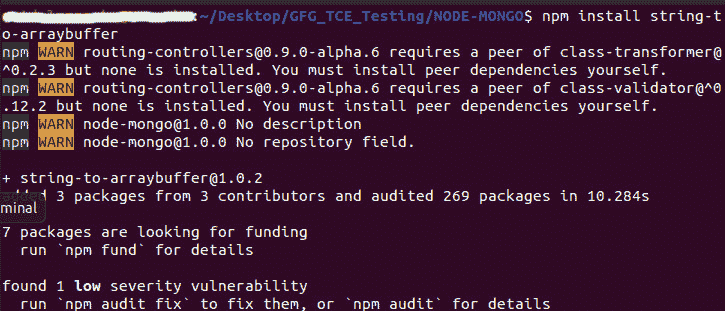 :~/Desktop/GFG_TCE_Testing/NODE-MONGO$ npm install string-t
o-arraybuffer
npm WARN routing-controllers@0.9.0-alpha.6 requires a peer of class-transformer@
^0.2.3 but none is installed. You must install peer dependencies yourself.
npm WARN routing-controllers@0.9.0-alpha.6 requires a peer of class-validator@^0
.12.2 but none is installed. You must install peer dependencies yourself.
npm WARN node-mongo@1.0.0 No description
npm WARN node-mongo@1.0.0 No repository field.
+ string-to-arraybuffer@1.0.2
added 3 packages from 3 contributors and audited 269 packages in 10.284s
minal
7 packages are looking for funding
run `npm fund` for details
found 1 low severity vulnerability
run `npm audit fix` to fix them, or `npm audit` for details